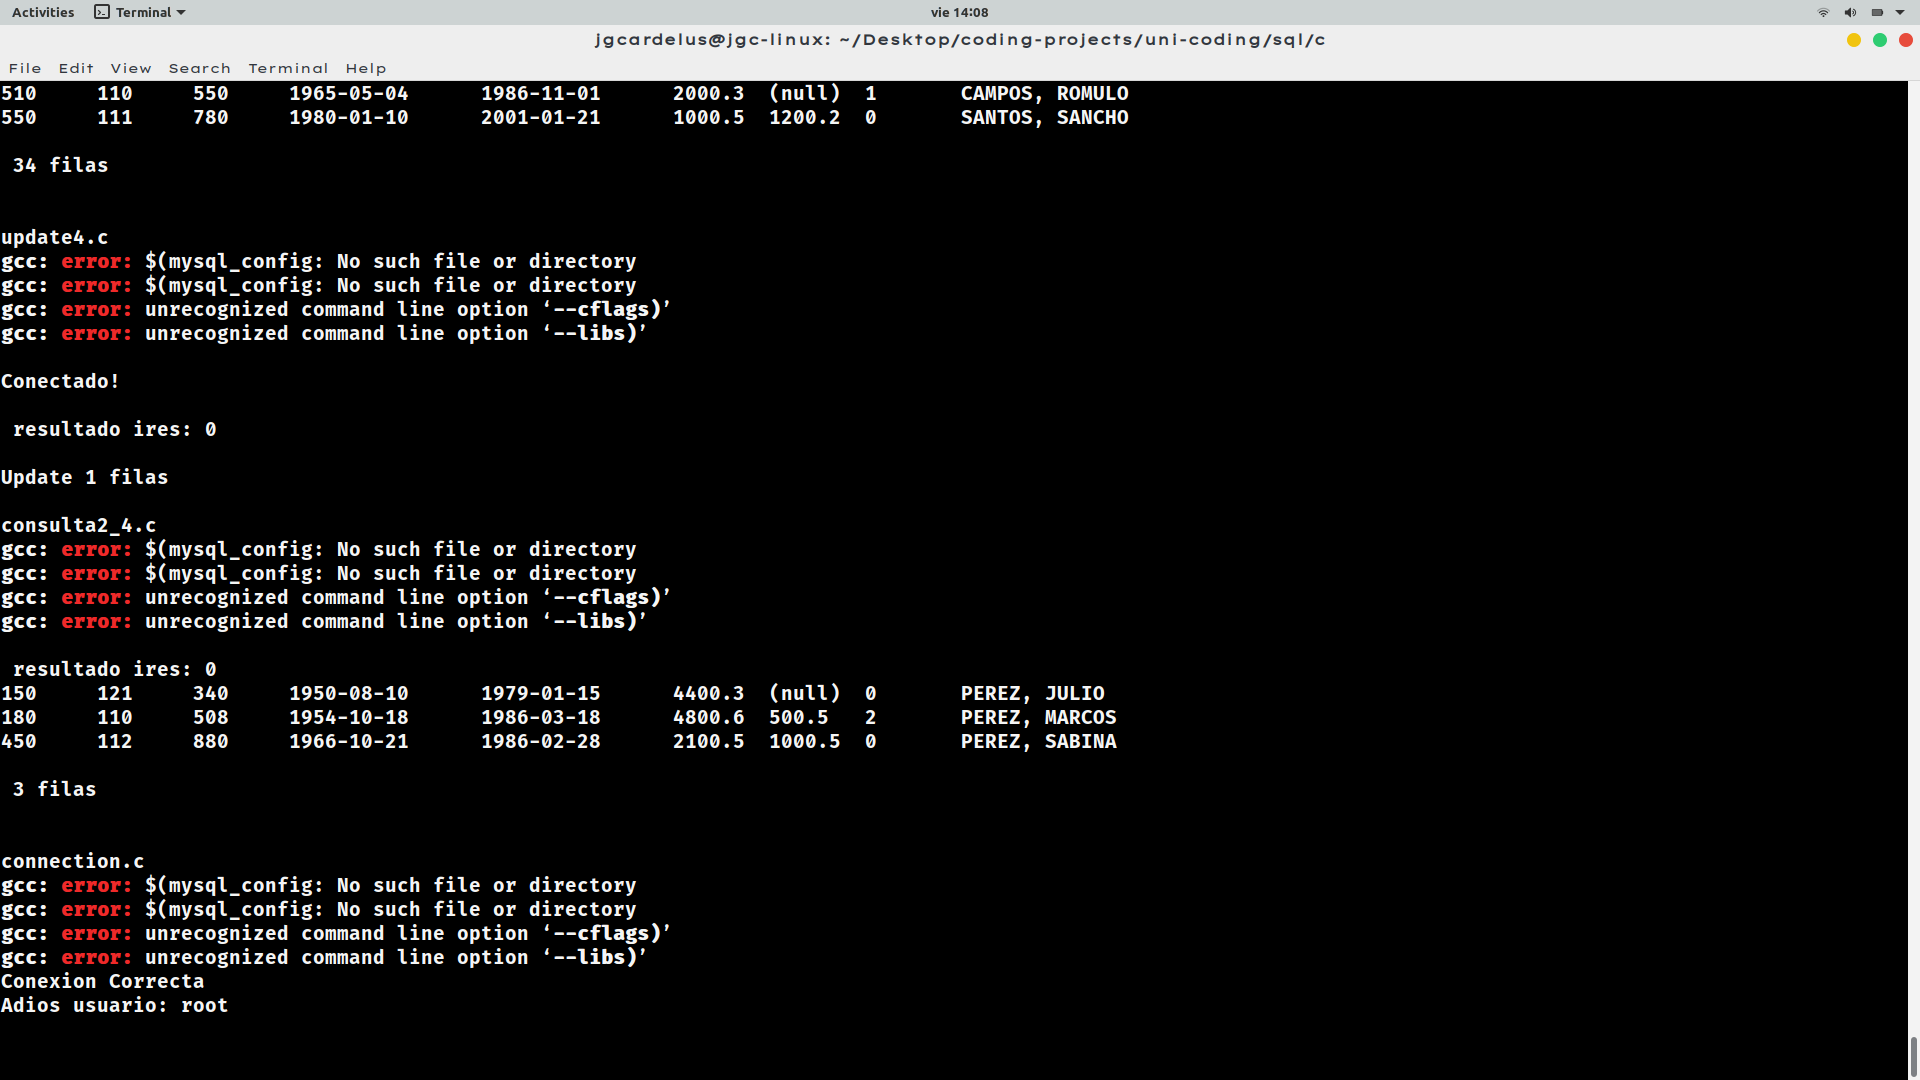 Activities Terminal vie 14:08
jgcardelus@jgc-linux: ~/Desktop/coding-projects/uni-coding/sql/c
File Edit View Search Terminal Help
510 110 550 1965-05-04 1986-11-01 2000.3 (null) 1 CAMPOS, ROMULO
550 111 780 1980-01-10 2001-01-21 1000.5 1200.2 0 SANTOS, SANCHO
34 filas
update4.c
gcc: error: $(mysql_config: No such file or directory
gcc: error: $(mysql_config: No such file or directory
gcc: error: unrecognized command line option ‘--cflags)’
gcc: error: unrecognized command line option ‘--libs)’
Conectado!
resultado ires: 0
Update 1 filas
consulta2_4.c
gcc: error: $(mysql_config: No such file or directory
gcc: error: $(mysql_config: No such file or directory
gcc: error: unrecognized command line option ‘--cflags)’
gcc: error: unrecognized command line option ‘--libs)’
resultado ires: 0
150 121 340 1950-08-10 1979-01-15 4400.3 (null) 0 PEREZ, JULIO
180 110 508 1954-10-18 1986-03-18 4800.6 500.5 2 PEREZ, MARCOS
450 112 880 1966-10-21 1986-02-28 2100.5 1000.5 0 PEREZ, SABINA
3 filas
connection.c
gcc: error: $(mysql_config: No such file or directory
gcc: error: $(mysql_config: No such file or directory
gcc: error: unrecognized command line option ‘--cflags)’
gcc: error: unrecognized command line option ‘--libs)’
Conexion Correcta
Adios usuario: root